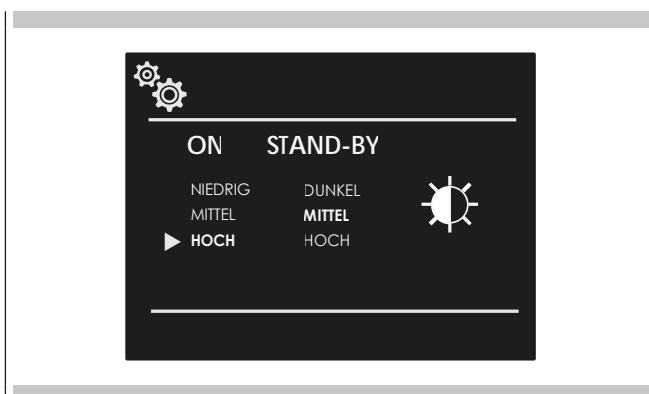 ON STAND-BY
NIEDRIG DUNKEL
MITTEL MITTEL
HOCH HOCH